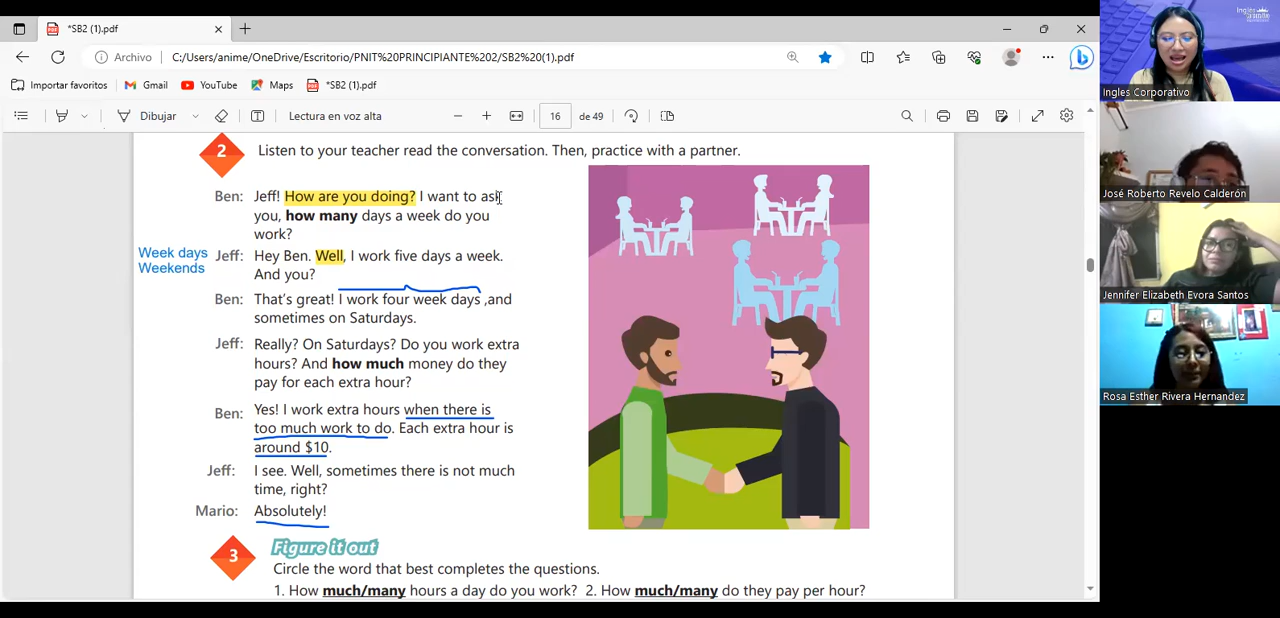 *SB2 (1).pdf
Archivo C:/Users/anime/OneDrive/Escritorio/PNIT%20PRINCIPIANTE%202/SB2%20(1).pdf
Importar favoritos Gmail YouTube Maps *SB2 (1).pdf
Dibujar Lectura en voz alta 16 de 49
2 Listen to your teacher read the conversation. Then, practice with a partner.
Ben: Jeff! How are you doing? I want to ask
you, how many days a week do you
work?
Week days
Weekends
Jeff: Hey Ben. Well, I work five days a week.
And you?
Ben: That's great! I work four week days ,and
sometimes on Saturdays.
Jeff: Really? On Saturdays? Do you work extra
hours? And how much money do they
pay for each extra hour?
Ben: Yes! I work extra hours when there is
too much work to do. Each extra hour is
around $10.
Jeff: I see. Well, sometimes there is not much
time, right?
Mario: Absolutely!
3 Figure it out
Circle the word that best completes the questions.
1. How much/many hours a day do you work? 2. How much/many do they pay per hour?
Ingles Corporativo
José Roberto Revelo Calderón
Jennifer Elizabeth Evora Santos
Rosa Esther Rivera Hernandez